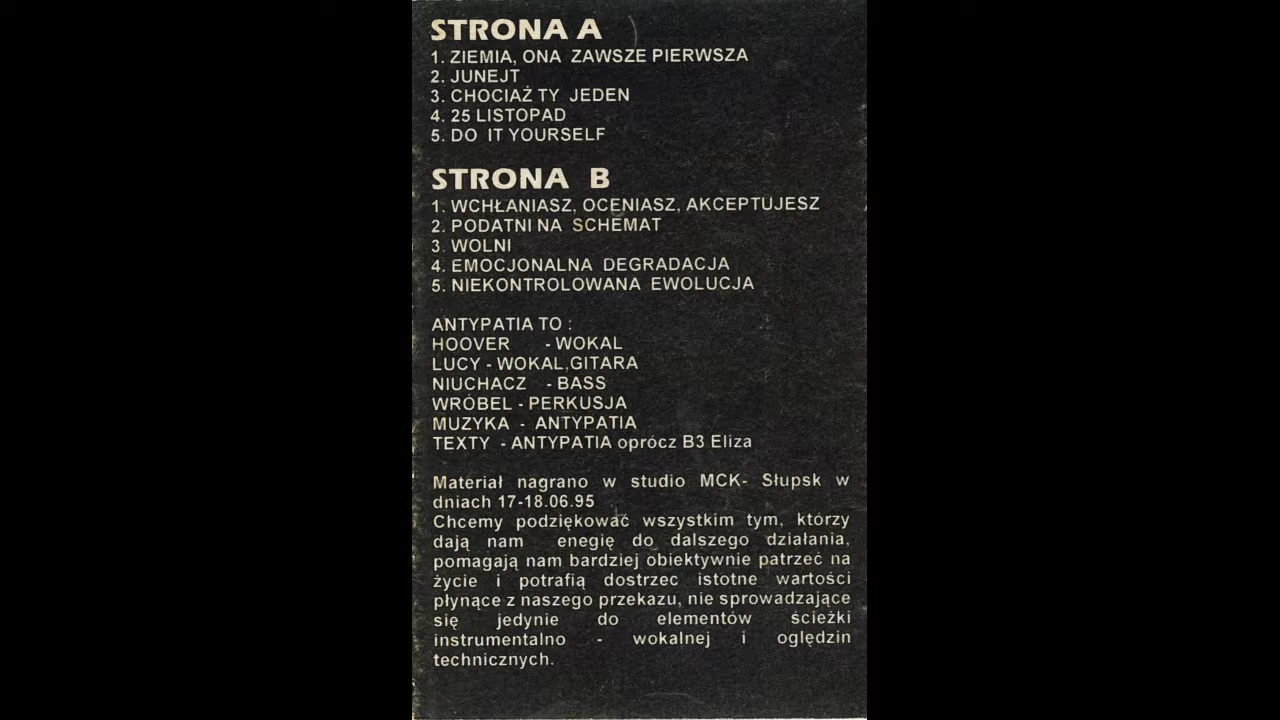 STRONA A
1. ZIEMIA, ONA ZAWSZE PIERWSZA
2. JUNEJT
3. CHOCIAŻ TY JEDEN
4. 25 LISTOPAD
5. DO IT YOURSELF
STRONA B
1. WCHŁANIASZ, OCENIASZ, AKCEPTUJESZ
2. PODATNI NA SCHEMAT
3. WOLNI
4. EMOCJONALNA DEGRADACJA
5. NIEKONTROLOWANA EWOLUCJA
ANTYPATIA TO :
HOOVER - WOKAL
LUCY - WOKAL,GITARA
NIUCHACZ - BASS
WRÓBEL - PERKUSJA
MUZYKA - ANTYPATIA
TEXTY - ANTYPATIA oprócz B3 Eliza
Materiał nagrano w studio MCK- Słupsk w
dniach 17-18.06.95
Chcemy podziękować wszystkim tym, którzy
dają nam enegię do dalszego działania,
pomagają nam bardziej obiektywnie patrzeć na
życie i potrafią dostrzec istotne wartości
płynące z naszego przekazu, nie sprowadzające
się jedynie do elementów ścieżki
instrumentalno - wokalnej i oględzin
technicznych.